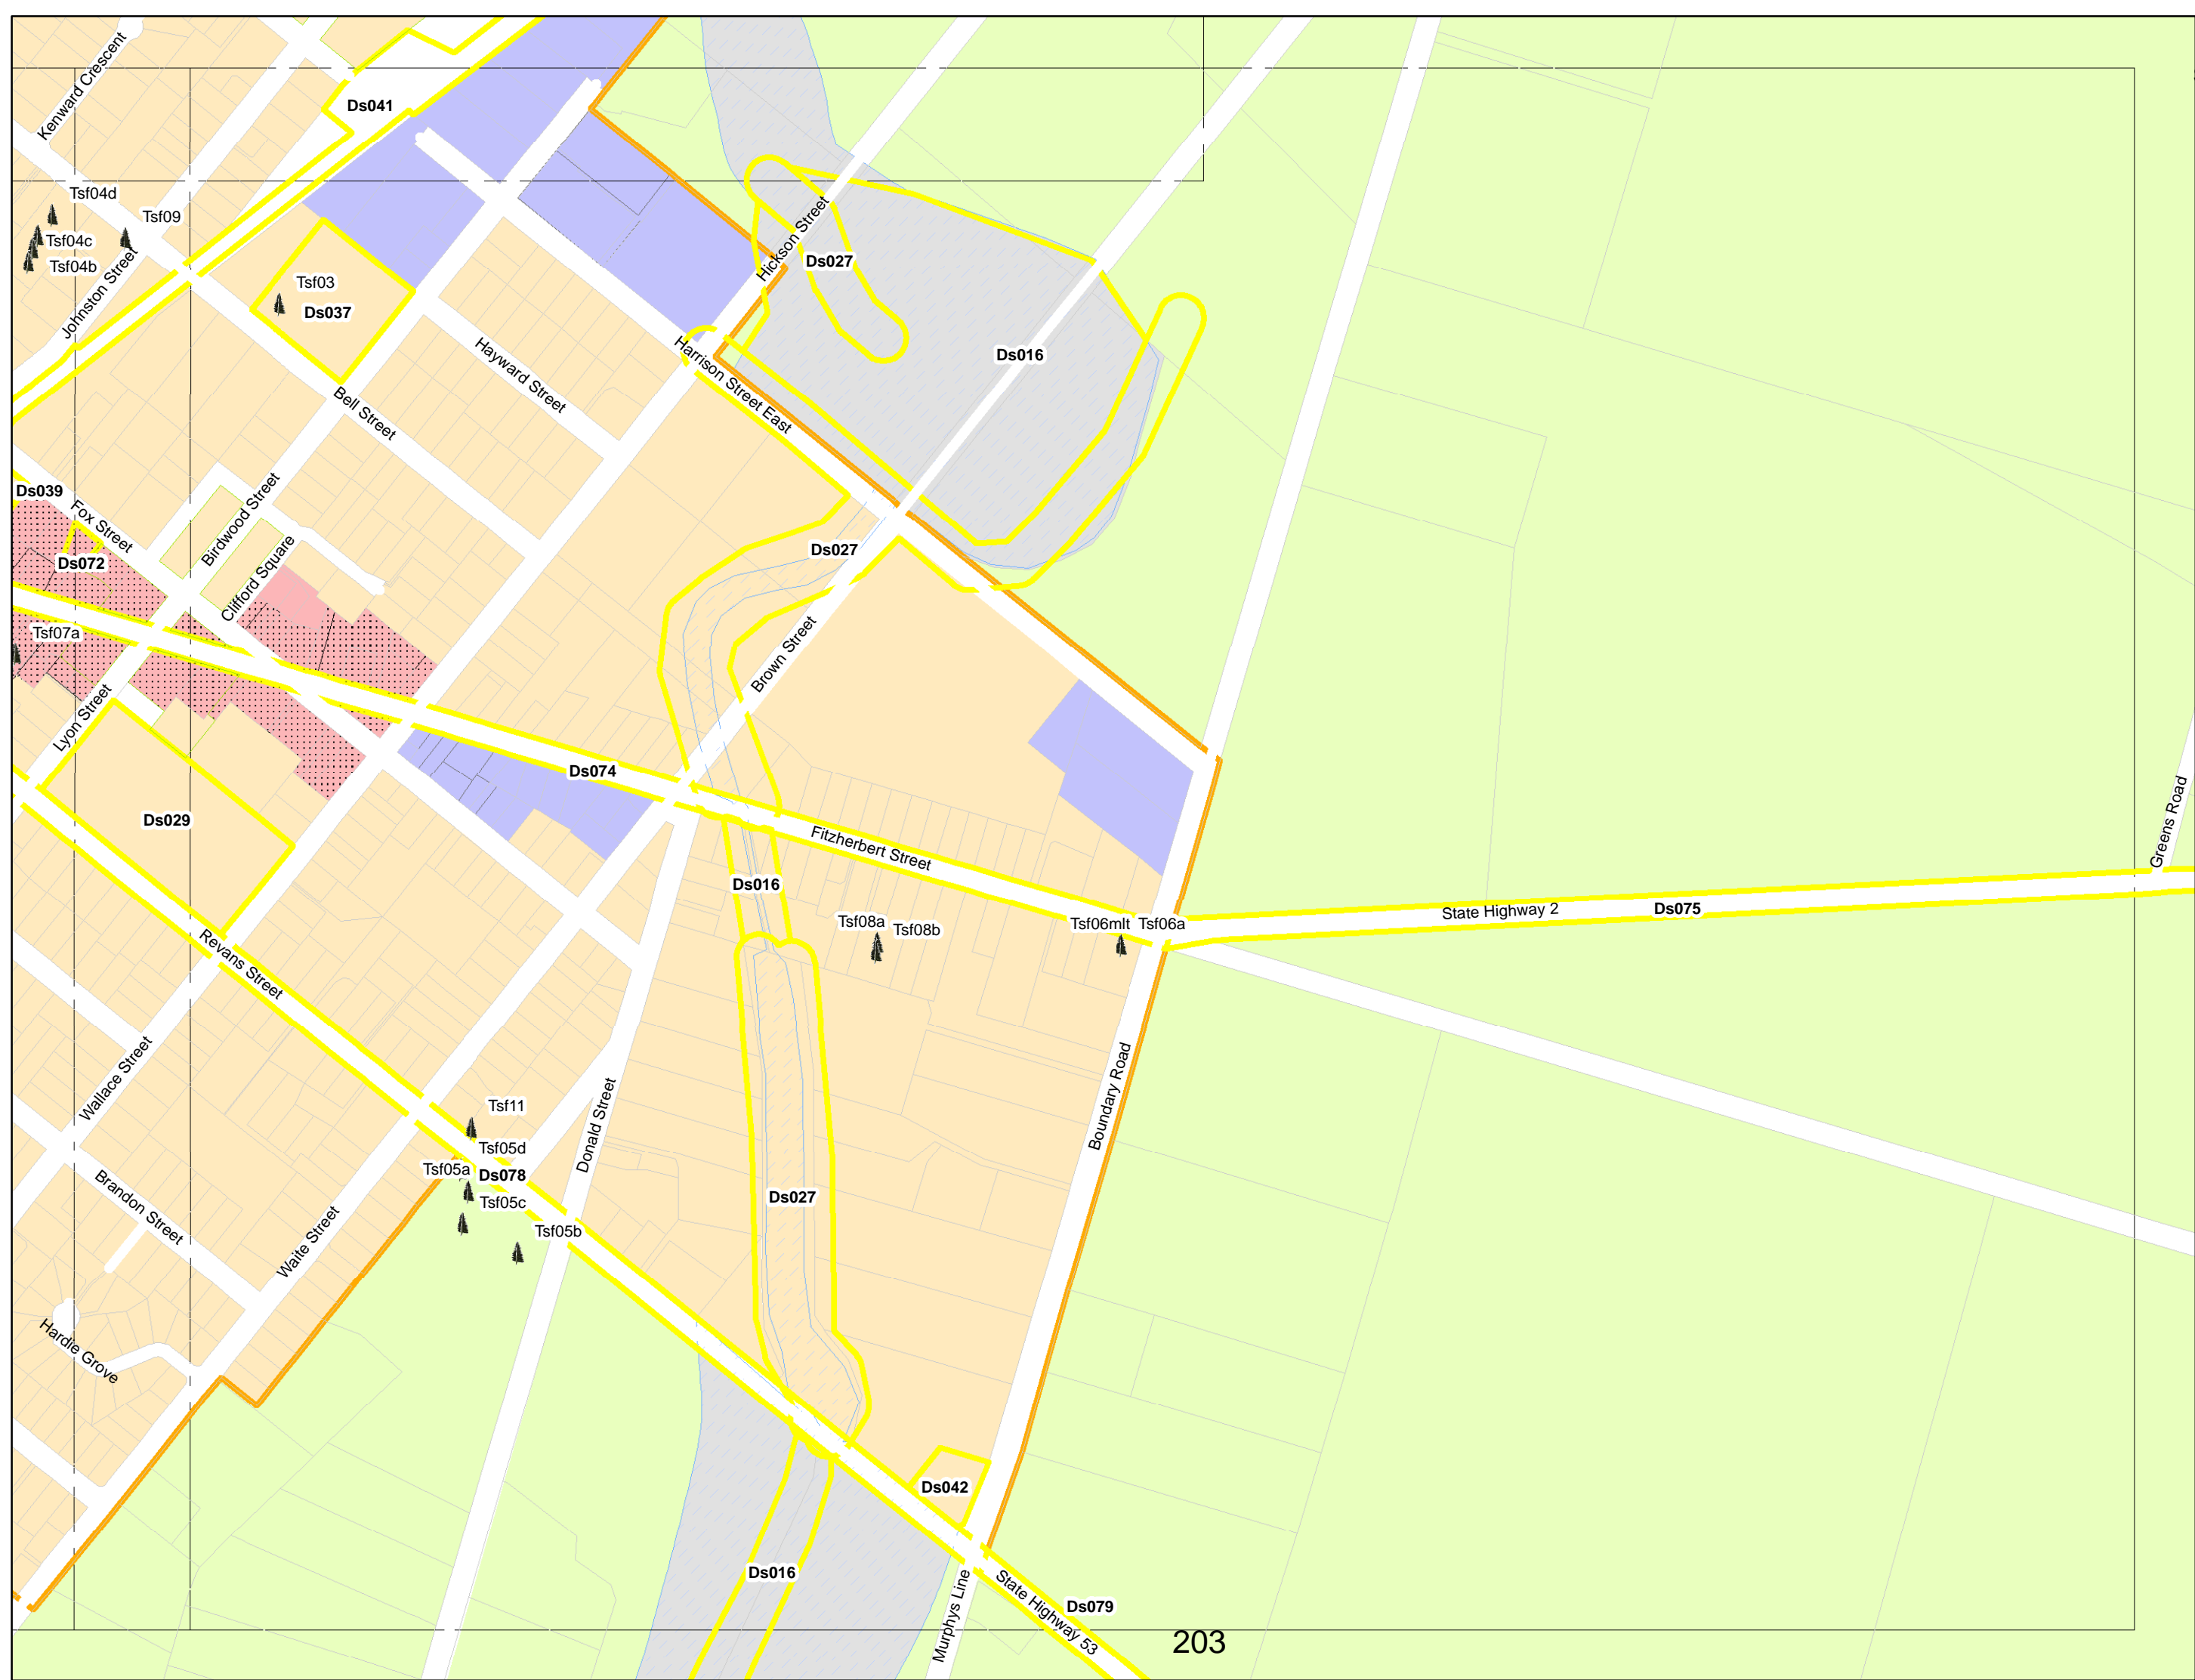 Kenward Crescent
Ds041
Tsf04d
Tsf09
Tsf04c
Tsf04b
Johnston Street
Tsf03
Ds037
Hickson Street
Ds027
Ds016
Hayward Street
Harrison Street East
Bell Street
Ds039
Fox Street
Birdwood Street
Clifford Square
Ds072
Ds027
Tsf07a
Brown Street
Lyon Street
Ds074
Ds029
Fitzherbert Street
Greens Road
Ds016
Tsf08a
Tsf08b
Tsf06mlt
Tsf06a
State Highway 2
Ds075
Revans Street
Wallace Street
Boundary Road
Tsf11
Donald Street
Tsf05d
Tsf05a
Ds078
Tsf05c
Tsf05b
Ds027
Brandon Street
Waite Street
Hardie Grove
Ds042
Ds016
Murphys Line
State Highway 53
Ds079
203